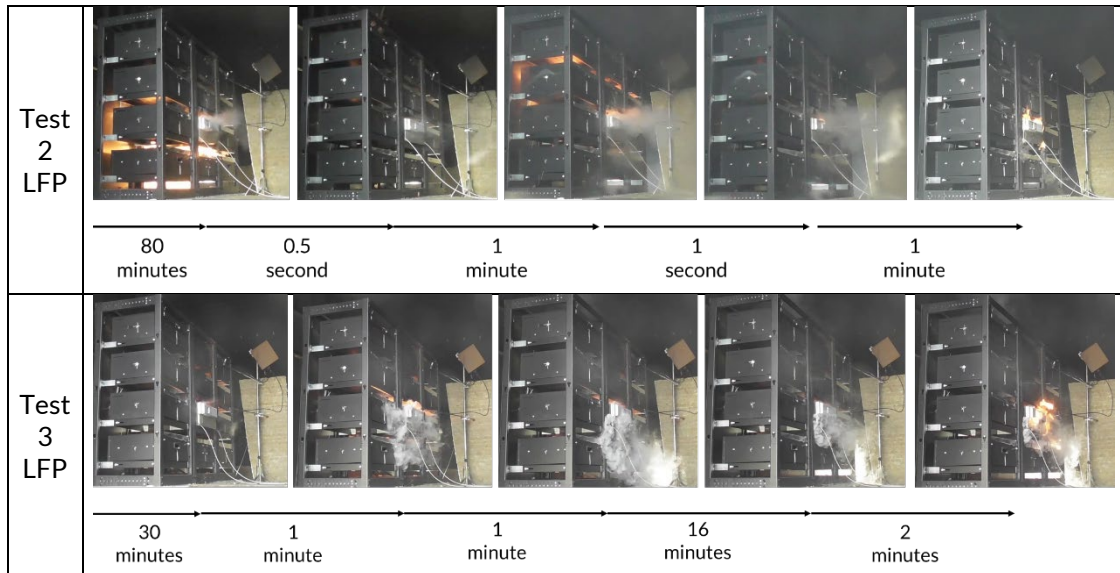 Test
2
LFP
80
minutes
0.5
second
1
minute
1
second
1
minute
Test
3
LFP
30
minutes
1
minute
1
minute
16
minutes
2
minutes